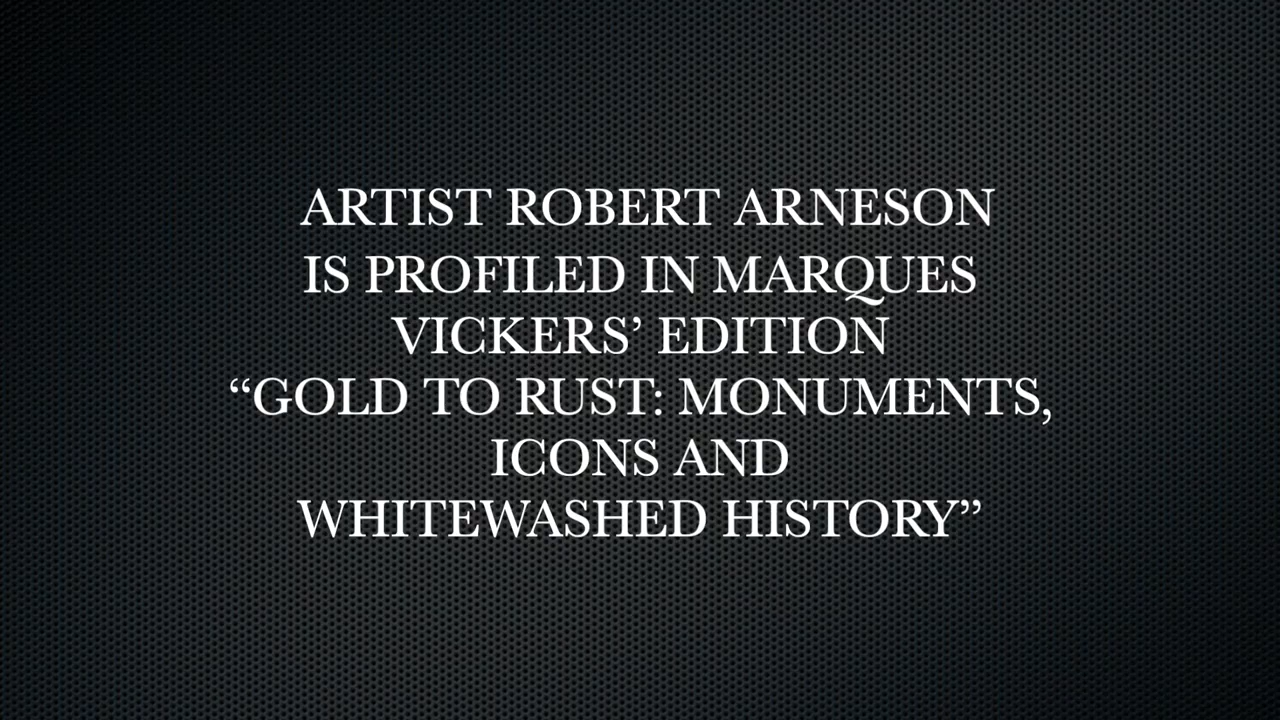 ARTIST ROBERT ARNESON
IS PROFILED IN MARQUES
VICKERS’ EDITION
“GOLD TO RUST: MONUMENTS,
ICONS AND
WHITEWASHED HISTORY”